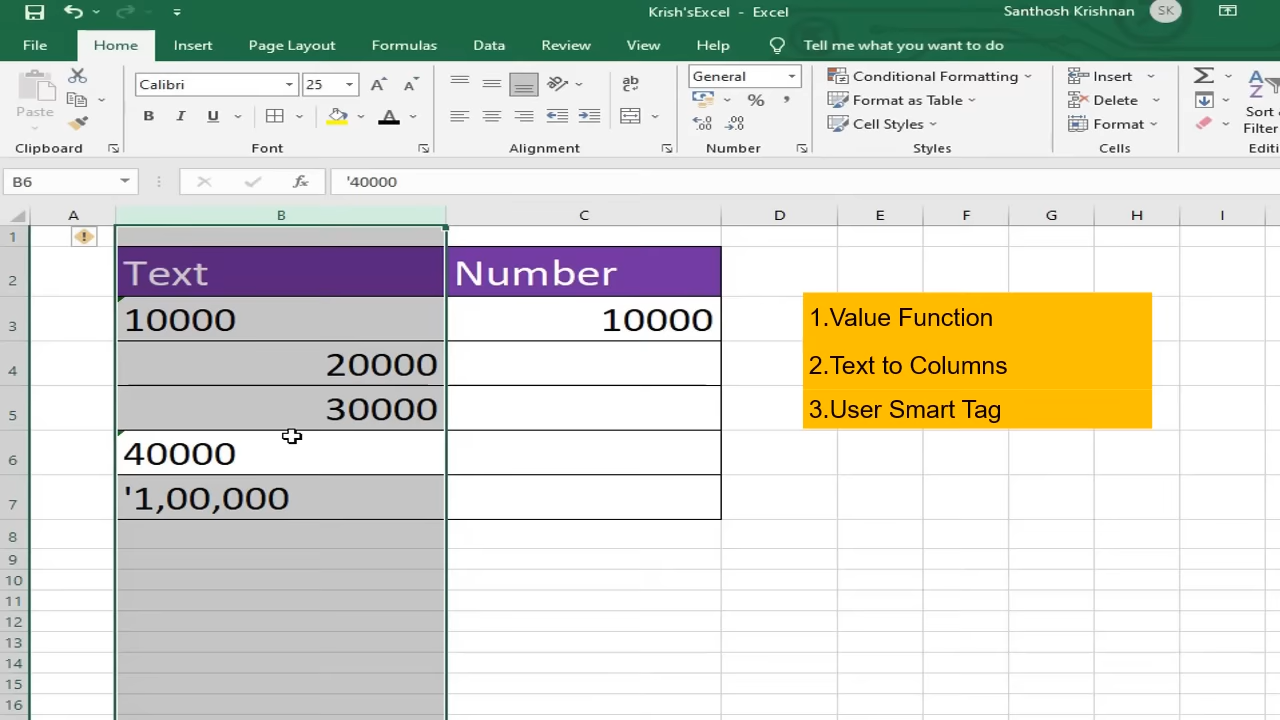 Krish'sExcel - Excel
Santhosh Krishnan SK
File Home Insert Page Layout Formulas Data Review View Help Tell me what you want to do
Calibri 25 ab c General Conditional Formatting Insert Σ A Z
Paste B I U A % , .00 Format as Table Delete Sort
Cell Styles Format Filter
Clipboard Font Alignment Number Styles Cells Editi
B6 fx '40000
A B C D E F G H I
1
2 Text Number
3 10000 10000 1.Value Function
4 20000 2.Text to Columns
5 30000 3.User Smart Tag
6 40000
7 '1,00,000
8
9
10
11
12
13
14
15
16